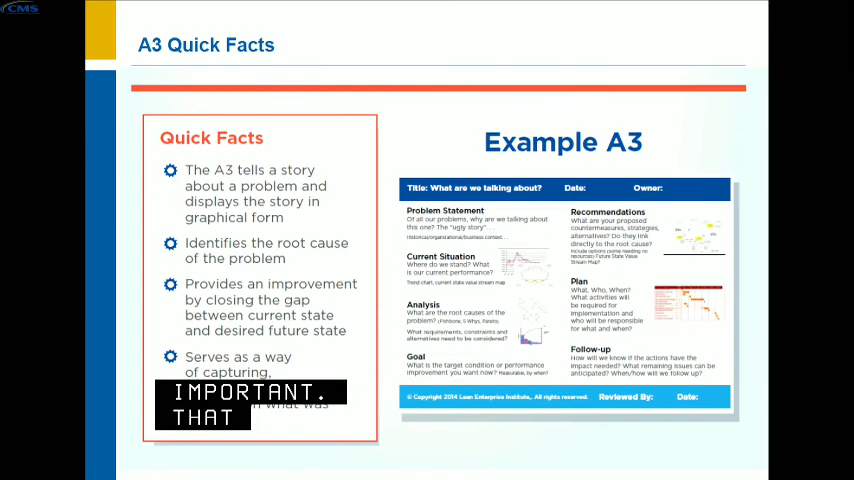 CMS
A3 Quick Facts
Quick Facts
The A3 tells a story
about a problem and
displays the story in
graphical form
Identifies the root cause
of the problem
Provides an improvement
by closing the gap
between current state
and desired future state
Serves as a way
of capturing,
what was
IMPORTANT.
THAT
Example A3
Title: What are we talking about? Date: Owner:
Problem Statement
Of all our problems, why are we talking about
this one? The "ugly story". . .
Historical/organizational/business context. . .
Current Situation
Where do we stand? What
is our current performance?
Trend chart, current state value stream map
Analysis
What are the root causes of the
problem? (Fishbone, 5 Whys, Pareto)
What requirements, constraints and
alternatives need to be considered?
Goal
What is the target condition or performance
improvement you want now? Measurable, by when?
Recommendations
What are your proposed
countermeasures, strategies,
alternatives? Do they link
directly to the root cause?
Include options (some needing no
resources) Future State Value
Stream Map?
Plan
What, Who, When?
What activities will
be required for
implementation and
who will be responsible
for what and when?
Follow-up
How will we know if the actions have the
impact needed? What remaining issues can be
anticipated? When/how will we follow up?
© Copyright 2014 Lean Enterprise Institute, All rights reserved. Reviewed By: Date: